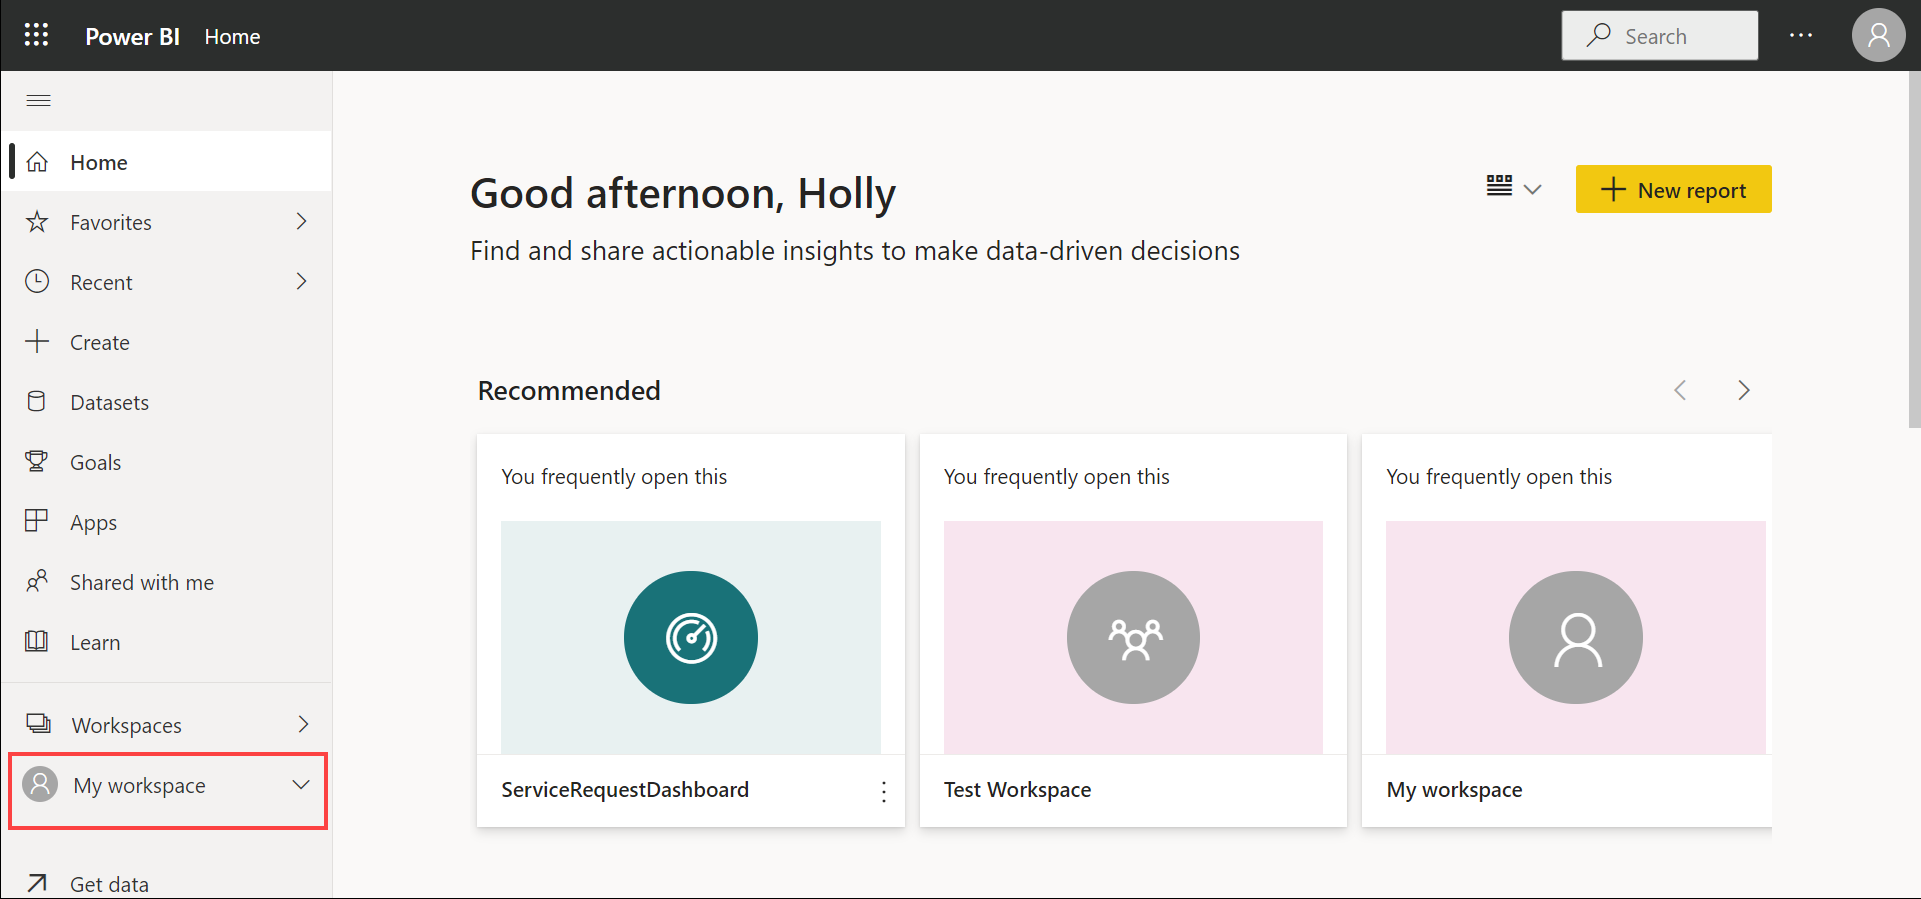 Power BI Home
Search
Home
Favorites
Recent
Create
Datasets
Goals
Apps
Shared with me
Learn
Workspaces
My workspace
Get data
Good afternoon, Holly
New report
Find and share actionable insights to make data-driven decisions
Recommended
You frequently open this
ServiceRequestDashboard
You frequently open this
Test Workspace
You frequently open this
My workspace